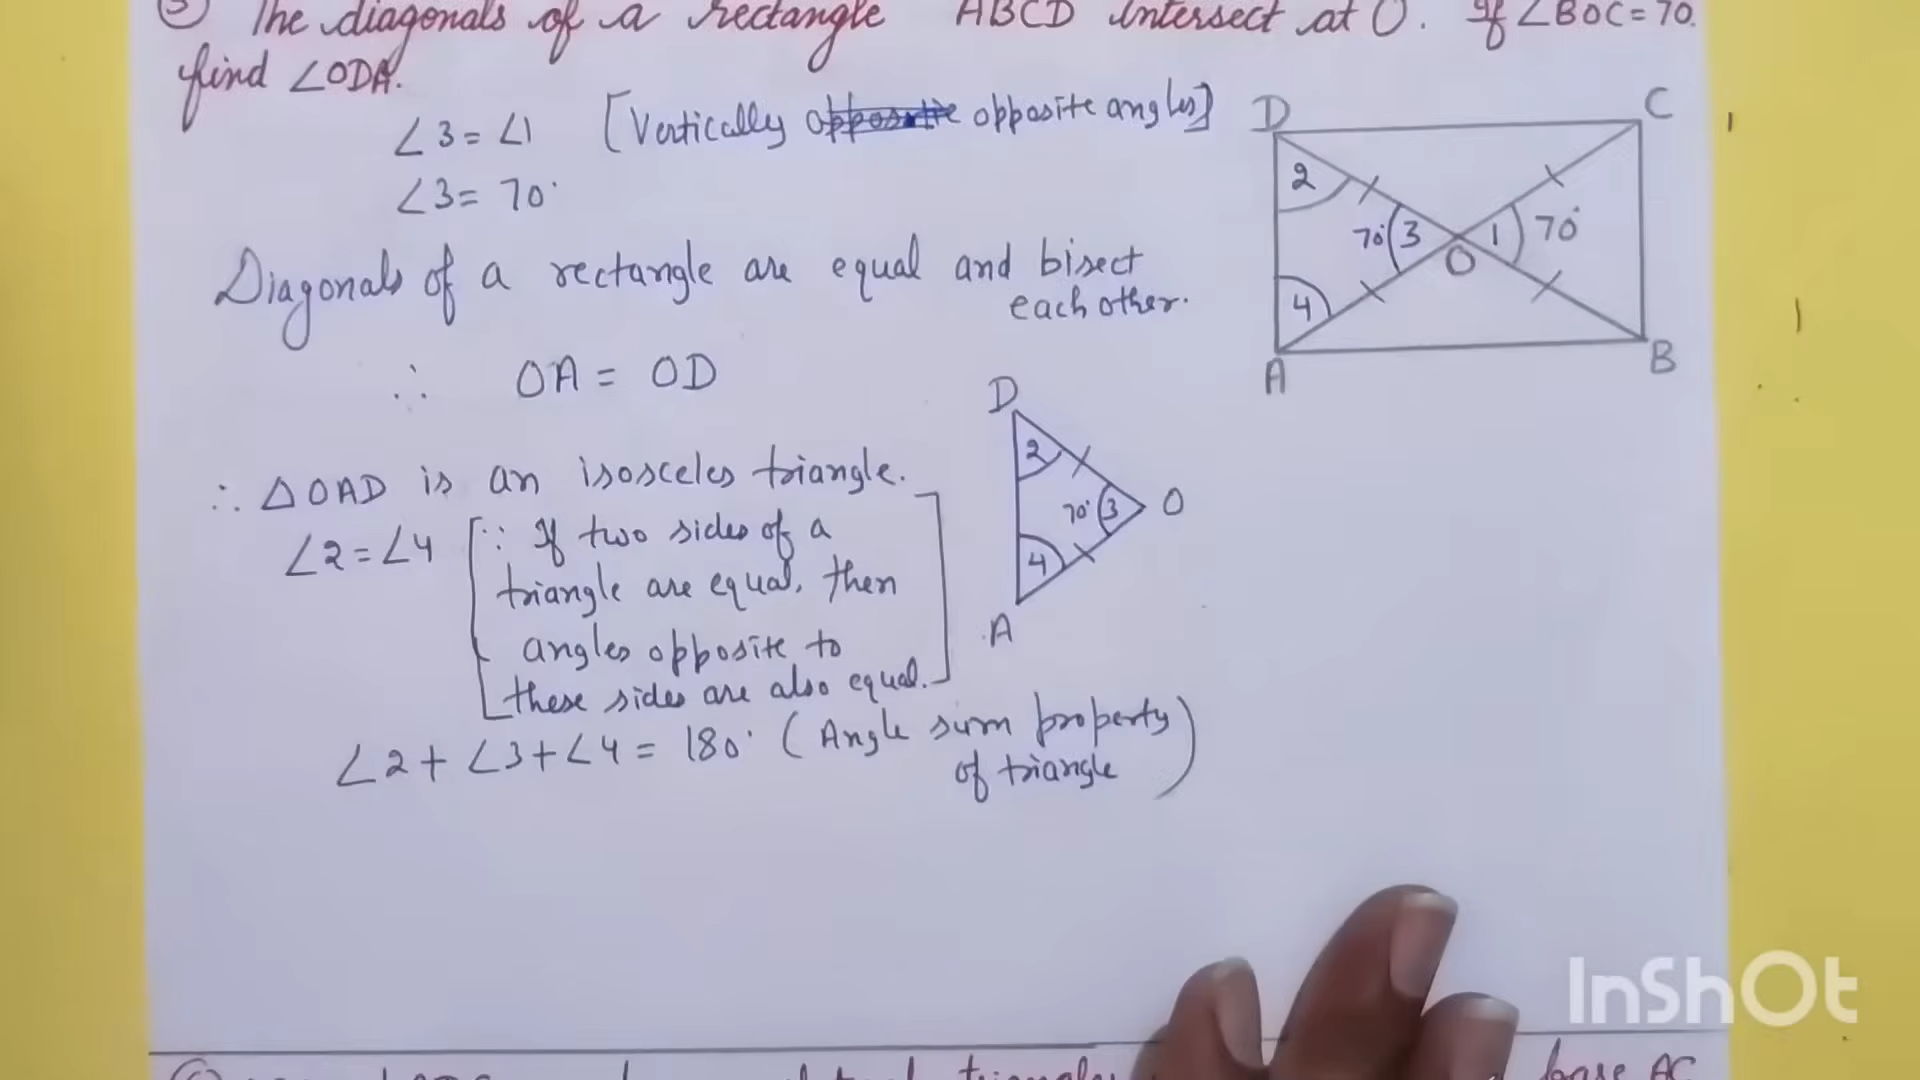 The diagonals of a rectangle ABCD intersect at O. If ∠BOC = 70.
find ∠ODA.
∠3 = ∠1 [Vertically opposite angles]
∠3 = 70°
Diagonals of a rectangle are equal and bisect
each other.
∴ OA = OD
∴ △OAD is an isosceles triangle.
∠2 = ∠4 [∵ If two sides of a
triangle are equal, then
angles opposite to
these sides are also equal.]
∠2 + ∠3 + ∠4 = 180° (Angle sum property
of triangle)
D C
2
70° 3 1 70°
O
4
A B
D
2
70° 3 O
4
A
InShOt
base AC